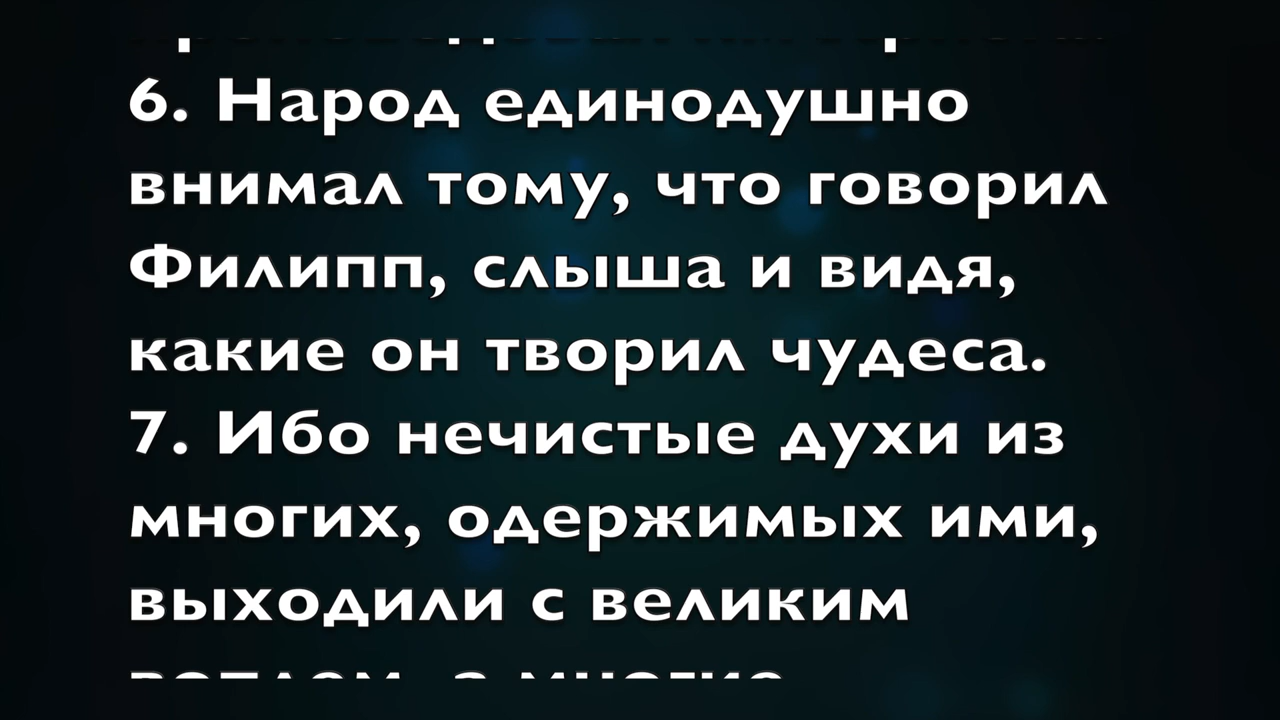 6. Народ единодушно
внимал тому, что говорил
Филипп, слыша и видя,
какие он творил чудеса.
7. Ибо нечистые духи из
многих, одержимых ими,
выходили с великим